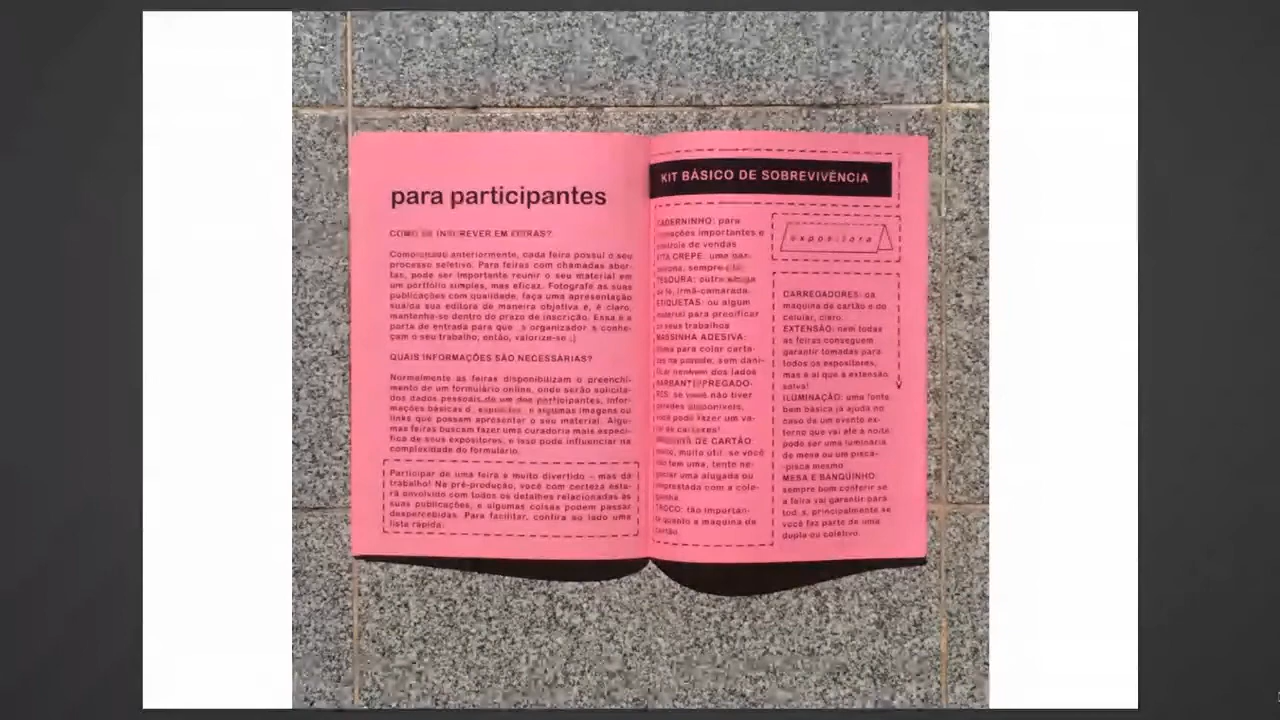 para participantes
COMO SE INSCREVER EM FEIRAS?
Comunicado anteriormente, cada feira possui o seu
processo seletivo. Para feiras com chamadas aber-
tas, pode ser importante reunir o seu material em
um portfólio simples, mas eficaz. Fotografe as suas
publicações com qualidade, faça uma apresentação
sua/da sua editora de maneira objetiva e, é claro,
mantenha-se dentro do prazo de inscrição. Essa é a
porta de entrada para que s organizador s conhe-
çam o seu trabalho, então, valorize-se ;)
QUAIS INFORMAÇÕES SÃO NECESSÁRIAS?
Normalmente as feiras disponibilizam o preenchi-
mento de um formulário online, onde serão solicita-
dos dados pessoais de um dos participantes, infor-
mações básicas d e algumas imagens ou
links que possam apresentar o seu material. Algu-
mas feiras buscam fazer uma curadoria mais especí-
fica de seus expositores, e isso pode influenciar na
complexidade do formulário.
Participar de uma feira é muito divertido - mas dá
trabalho! Na pré-produção, você com certeza esta-
rá envolvido com todos os detalhes relacionados às
suas publicações, e algumas coisas podem passar
despercebidas. Para facilitar, confira ao lado uma
lista rápida:
KIT BÁSICO DE SOBREVIVÊNCIA
CADERNINHO: para
importantes e
controle de vendas
FITA CREPE: uma par-
sempre
TESOURA: outra amiga
de fé, irmã-camarada.
ETIQUETAS: ou algum
material para precificar
os seus trabalhos
MASSINHA ADESIVA:
ótima para colar carta-
zes na parede, sem dani-
ficar nenhum dos lados
BARBANTE/PREGADO-
RES: se você não tiver
paredes disponíveis,
você pode fazer um va-
ral de cartazes!
MÁQUINA DE CARTÃO:
muito, muito útil. se você
não tem uma, tente ne-
gociar uma alugada ou
emprestada com a cole-
guinha
TROCO: tão importan-
te quanto a máquina de
cartão.
expositora
CARREGADORES: da
máquina de cartão e do
celular, claro.
EXTENSÃO: nem todas
as feiras conseguem
garantir tomadas para
todos os expositores,
mas é aí que a extensão
salva!
ILUMINAÇÃO: uma fonte
bem básica já ajuda no
caso de um evento ex-
terno que vai até a noite.
pode ser uma luminária
de mesa ou um pisca-
-pisca mesmo
MESA E BANQUINHO:
sempre bom conferir se
a feira vai garantir para
tod s, principalmente se
você faz parte de uma
dupla ou coletivo.